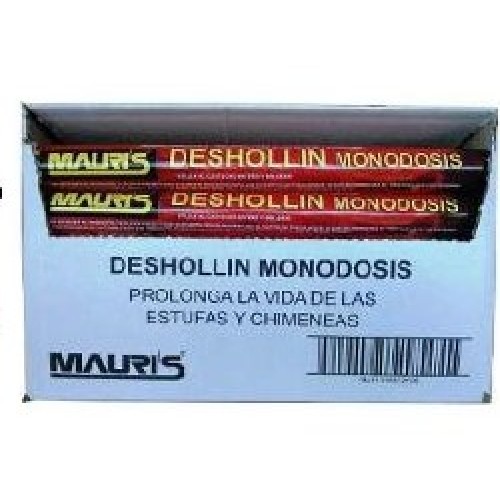 MAURI'S DESHOLLIN MONODOSIS
MAURI'S DESHOLLIN MONODOSIS
DESHOLLIN MONODOSIS
PROLONGA LA VIDA DE LAS
ESTUFAS Y CHIMENEAS
MAURI'S